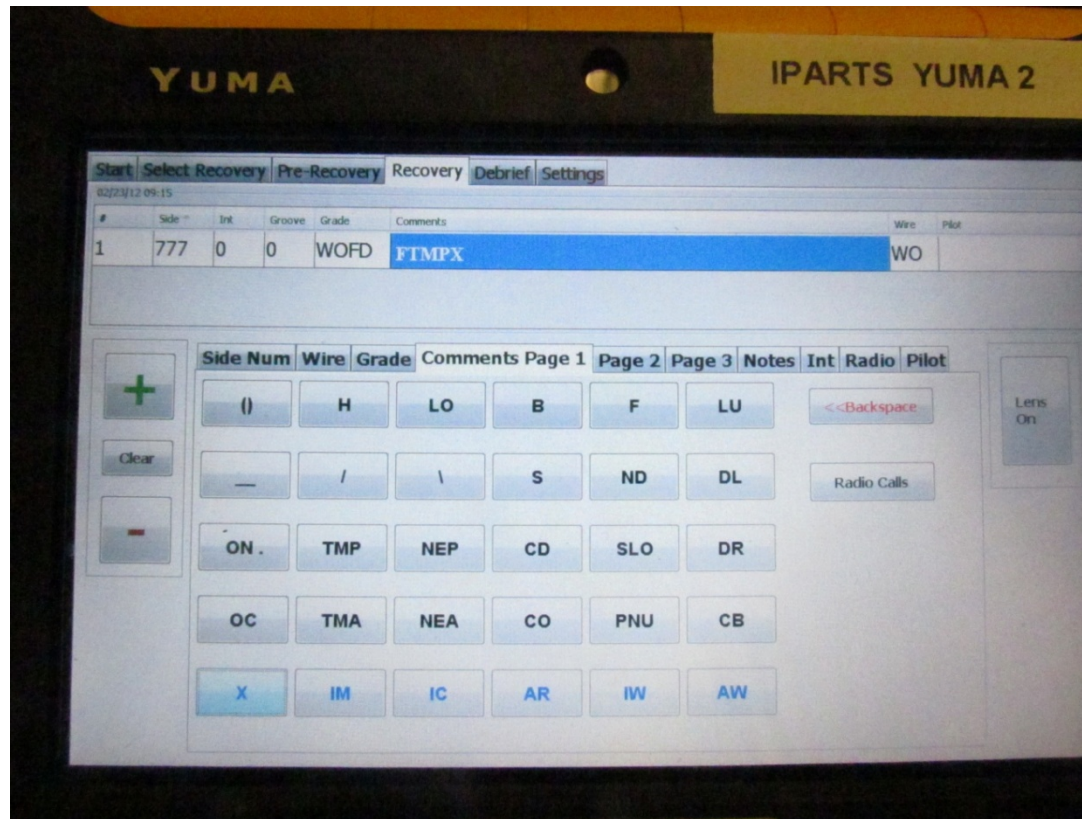 YUMA
IPARTS YUMA 2
Start Select Recovery Pre-Recovery Recovery Debrief Settings
02/23/12 09:15
# Side Int Groove Grade Comments Wire Pilot
1 777 0 0 WOFD FTMPX WO
Side Num Wire Grade Comments Page 1 Page 2 Page 3 Notes Int Radio Pilot
+ () H LO B F LU <<Backspace Lens On
Clear __ / \ S ND DL Radio Calls
- ON . TMP NEP CD SLO DR
OC TMA NEA CO PNU CB
X IM IC AR IW AW